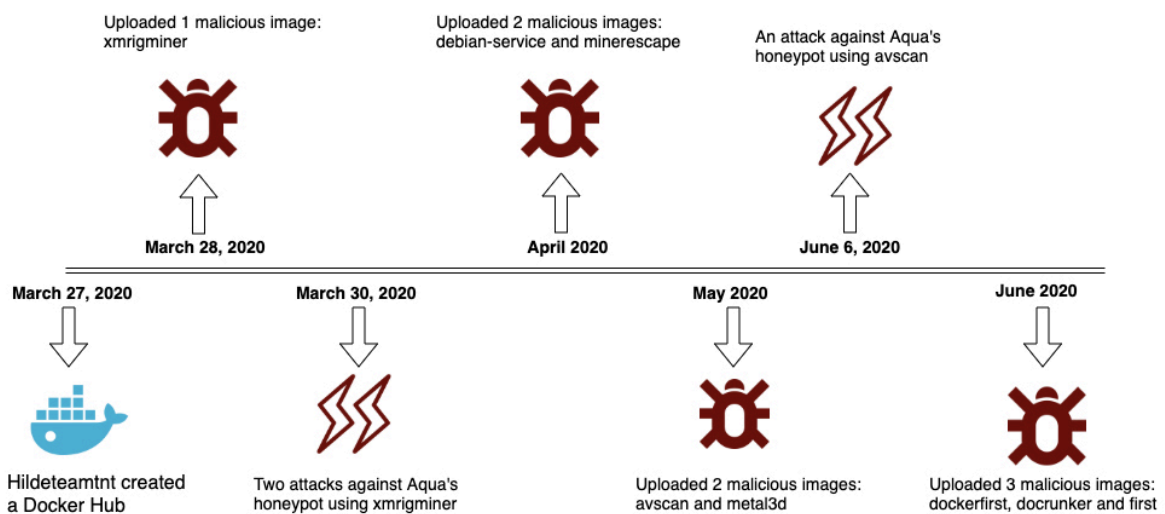 Uploaded 1 malicious image:
xmrigminer
Uploaded 2 malicious images:
debian-service and minerescape
An attack against Aqua's
honeypot using avscan
March 28, 2020
April 2020
June 6, 2020
March 27, 2020
March 30, 2020
May 2020
June 2020
Hildeteamtnt created
a Docker Hub
Two attacks against Aqua's
honeypot using xmrigminer
Uploaded 2 malicious images:
avscan and metal3d
Uploaded 3 malicious images:
dockerfirst, docrunker and first